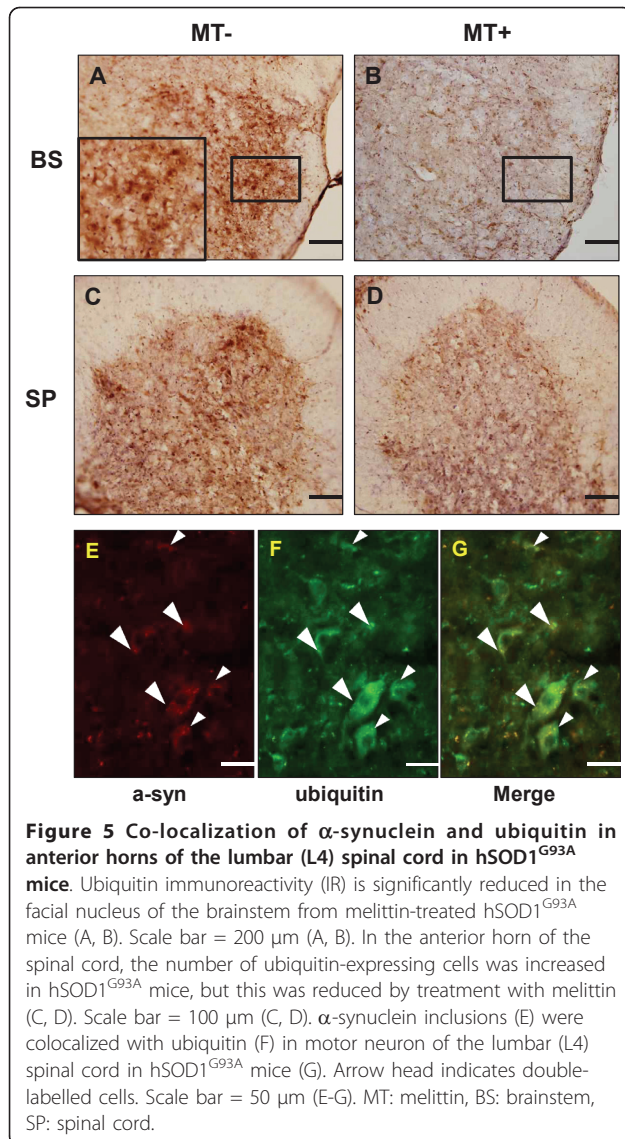 MT- MT+
A B
BS
C D
SP
E F G
a-syn ubiquitin Merge
Figure 5 Co-localization of α-synuclein and ubiquitin in
anterior horns of the lumbar (L4) spinal cord in hSOD1G93A
mice. Ubiquitin immunoreactivity (IR) is significantly reduced in the
facial nucleus of the brainstem from melittin-treated hSOD1G93A
mice (A, B). Scale bar = 200 μm (A, B). In the anterior horn of the
spinal cord, the number of ubiquitin-expressing cells was increased
in hSOD1G93A mice, but this was reduced by treatment with melittin
(C, D). Scale bar = 100 μm (C, D). α-synuclein inclusions (E) were
colocalized with ubiquitin (F) in motor neuron of the lumbar (L4)
spinal cord in hSOD1G93A mice (G). Arrow head indicates double-
labelled cells. Scale bar = 50 μm (E-G). MT: melittin, BS: brainstem,
SP: spinal cord.